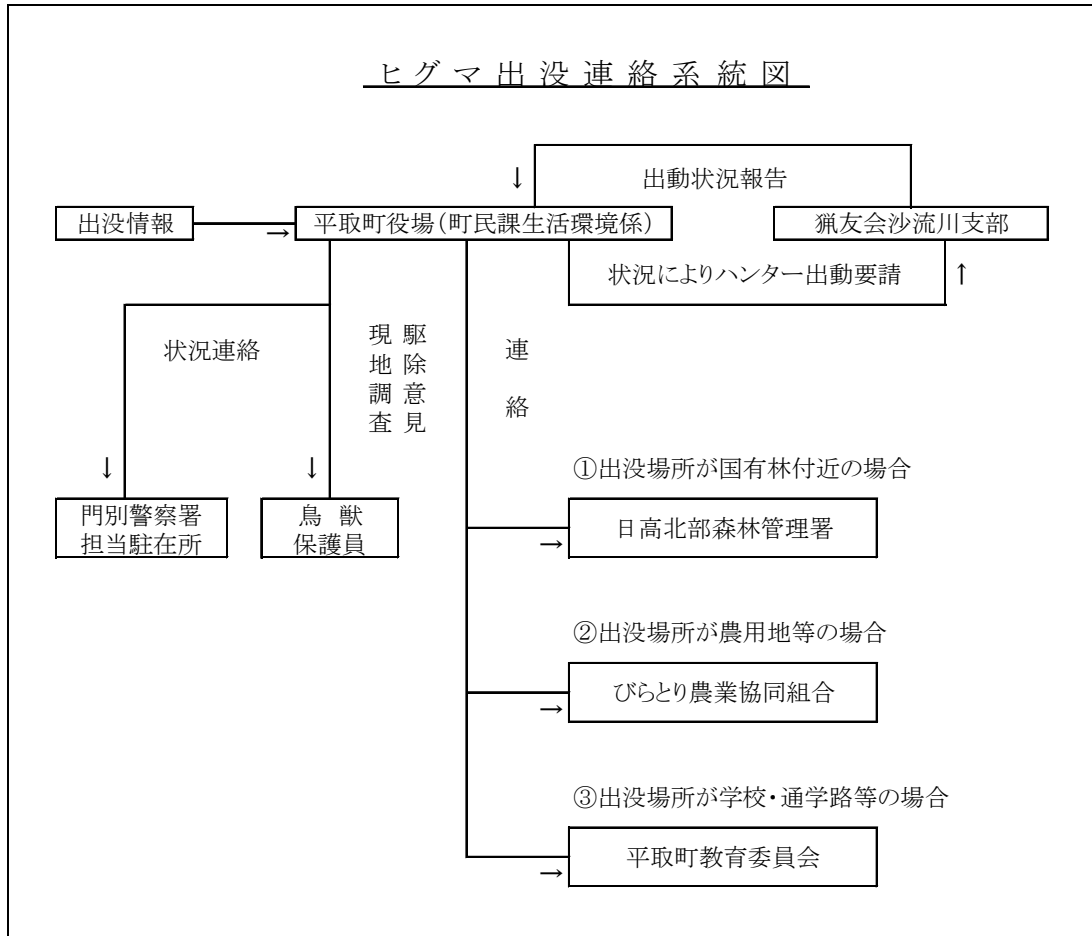 ヒグマ出没連絡系統図
↓
出動状況報告
出没情報
→
平取町役場(町民課生活環境係)
猟友会沙流川支部
状況によりハンター出動要請
↑
状況連絡
駆除意見
現地調査
連絡
↓
↓
門別警察署
担当駐在所
鳥獣
保護員
①出没場所が国有林付近の場合
日高北部森林管理署
→
②出没場所が農用地等の場合
びらとり農業協同組合
→
③出没場所が学校・通学路等の場合
平取町教育委員会
→